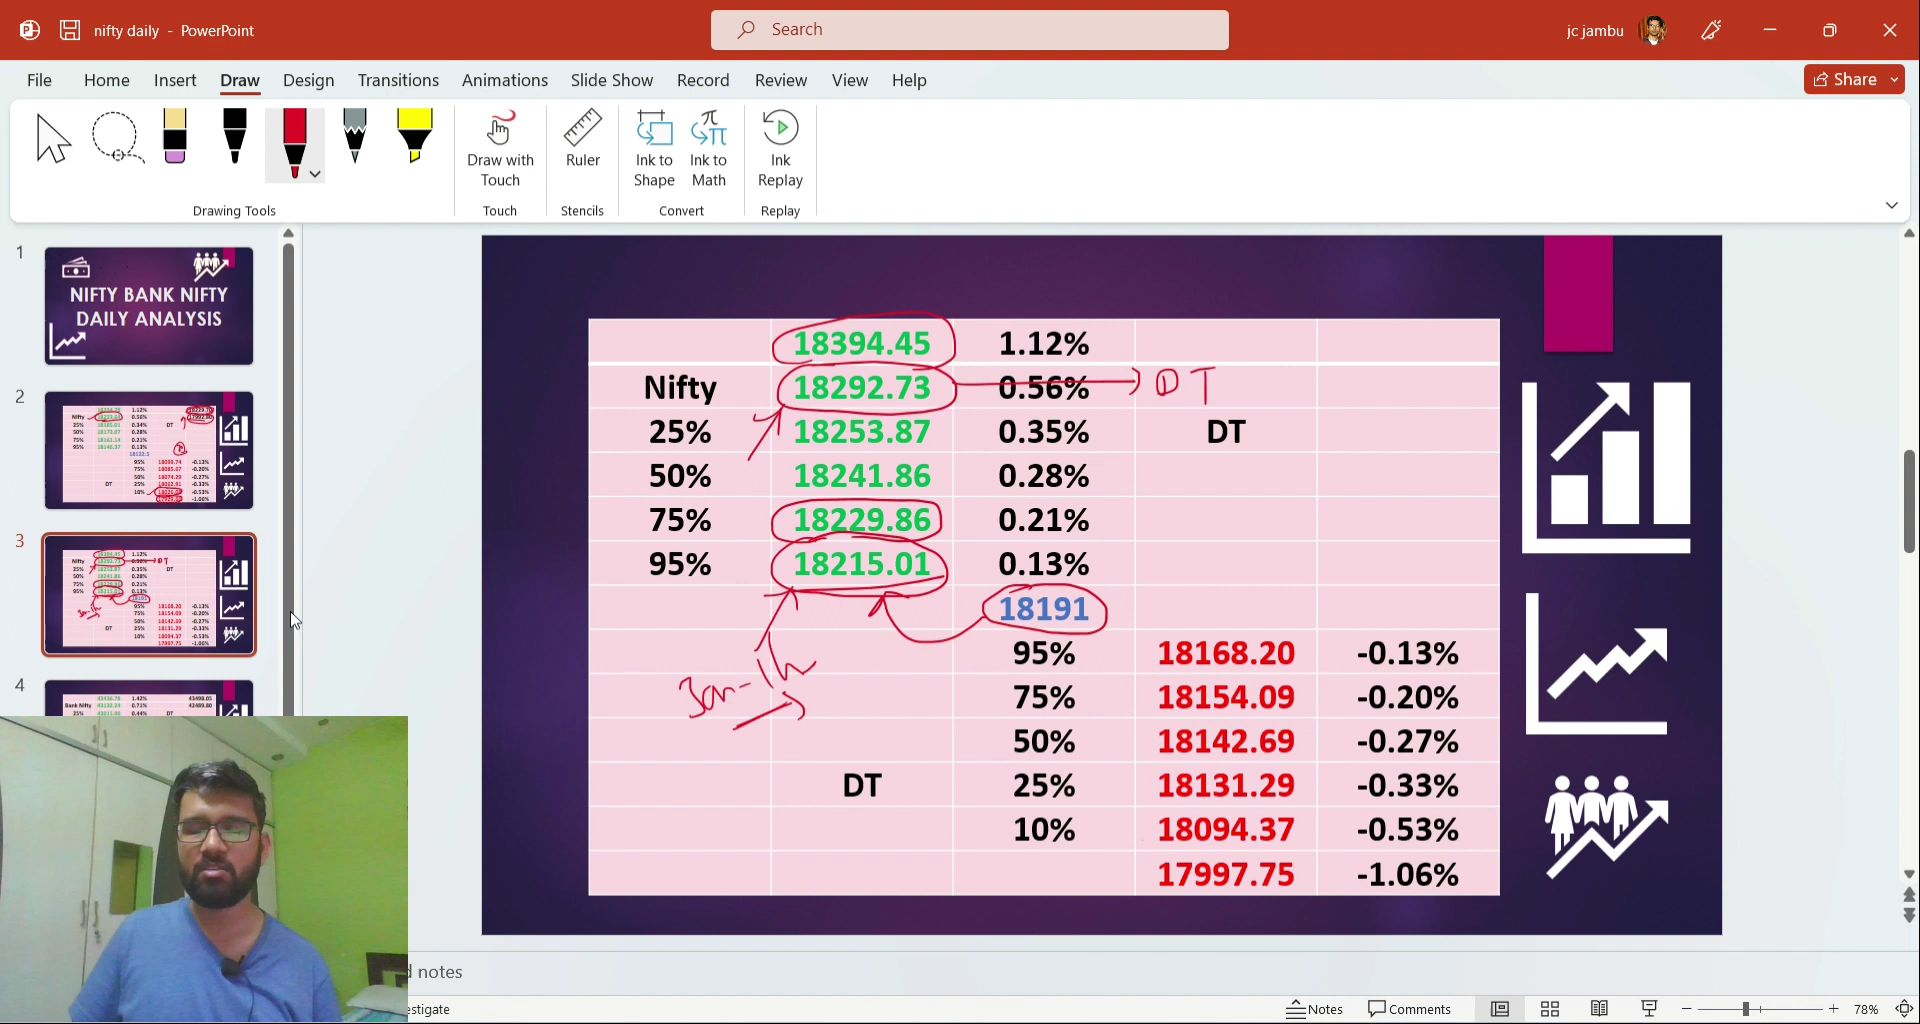 nifty daily - PowerPoint
Search
jc jambu
File Home Insert Draw Design Transitions Animations Slide Show Record Review View Help
Share
Draw with Touch
Ruler
Ink to Shape
Ink to Math
Ink Replay
Drawing Tools
Touch
Stencils
Convert
Replay
1
NIFTY BANK NIFTY
DAILY ANALYSIS
2
3
4
18394.45 1.12%
Nifty 18292.73 0.56% DT
25% 18253.87 0.35% DT
50% 18241.86 0.28%
75% 18229.86 0.21%
95% 18215.01 0.13%
18191
95% 18168.20 -0.13%
75% 18154.09 -0.20%
50% 18142.69 -0.27%
DT 25% 18131.29 -0.33%
10% 18094.37 -0.53%
17997.75 -1.06%
notes
estigate
Notes
Comments
78%